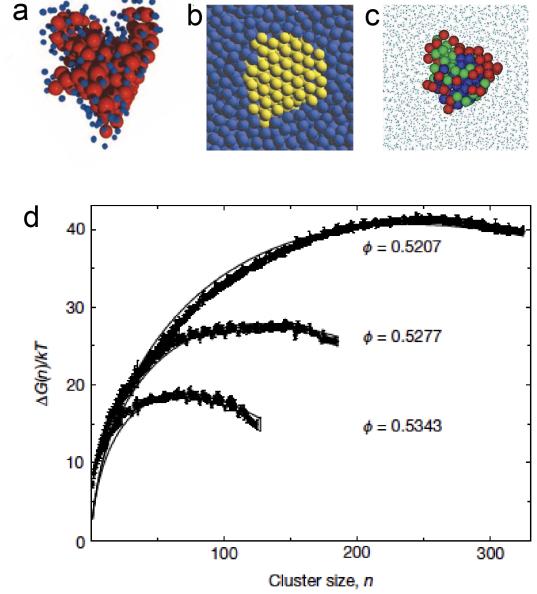 a
b
c
d
ΔG(n)/kT
40
30
20
10
0
ϕ = 0.5207
ϕ = 0.5277
ϕ = 0.5343
100
200
300
Cluster size, n